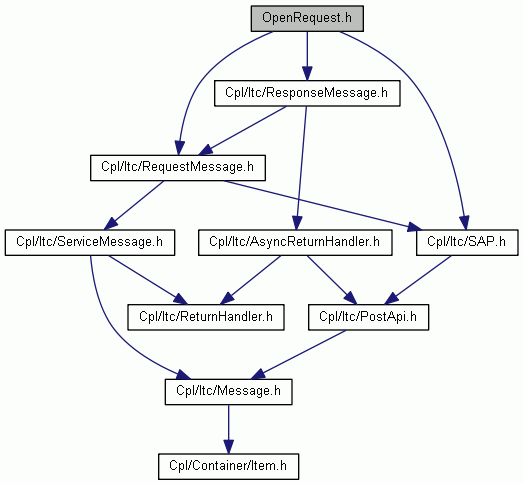 OpenRequest.h
Cpl/Itc/ResponseMessage.h
Cpl/Itc/RequestMessage.h
Cpl/Itc/ServiceMessage.h
Cpl/Itc/AsyncReturnHandler.h
Cpl/Itc/SAP.h
Cpl/Itc/ReturnHandler.h
Cpl/Itc/PostApi.h
Cpl/Itc/Message.h
Cpl/Container/Item.h